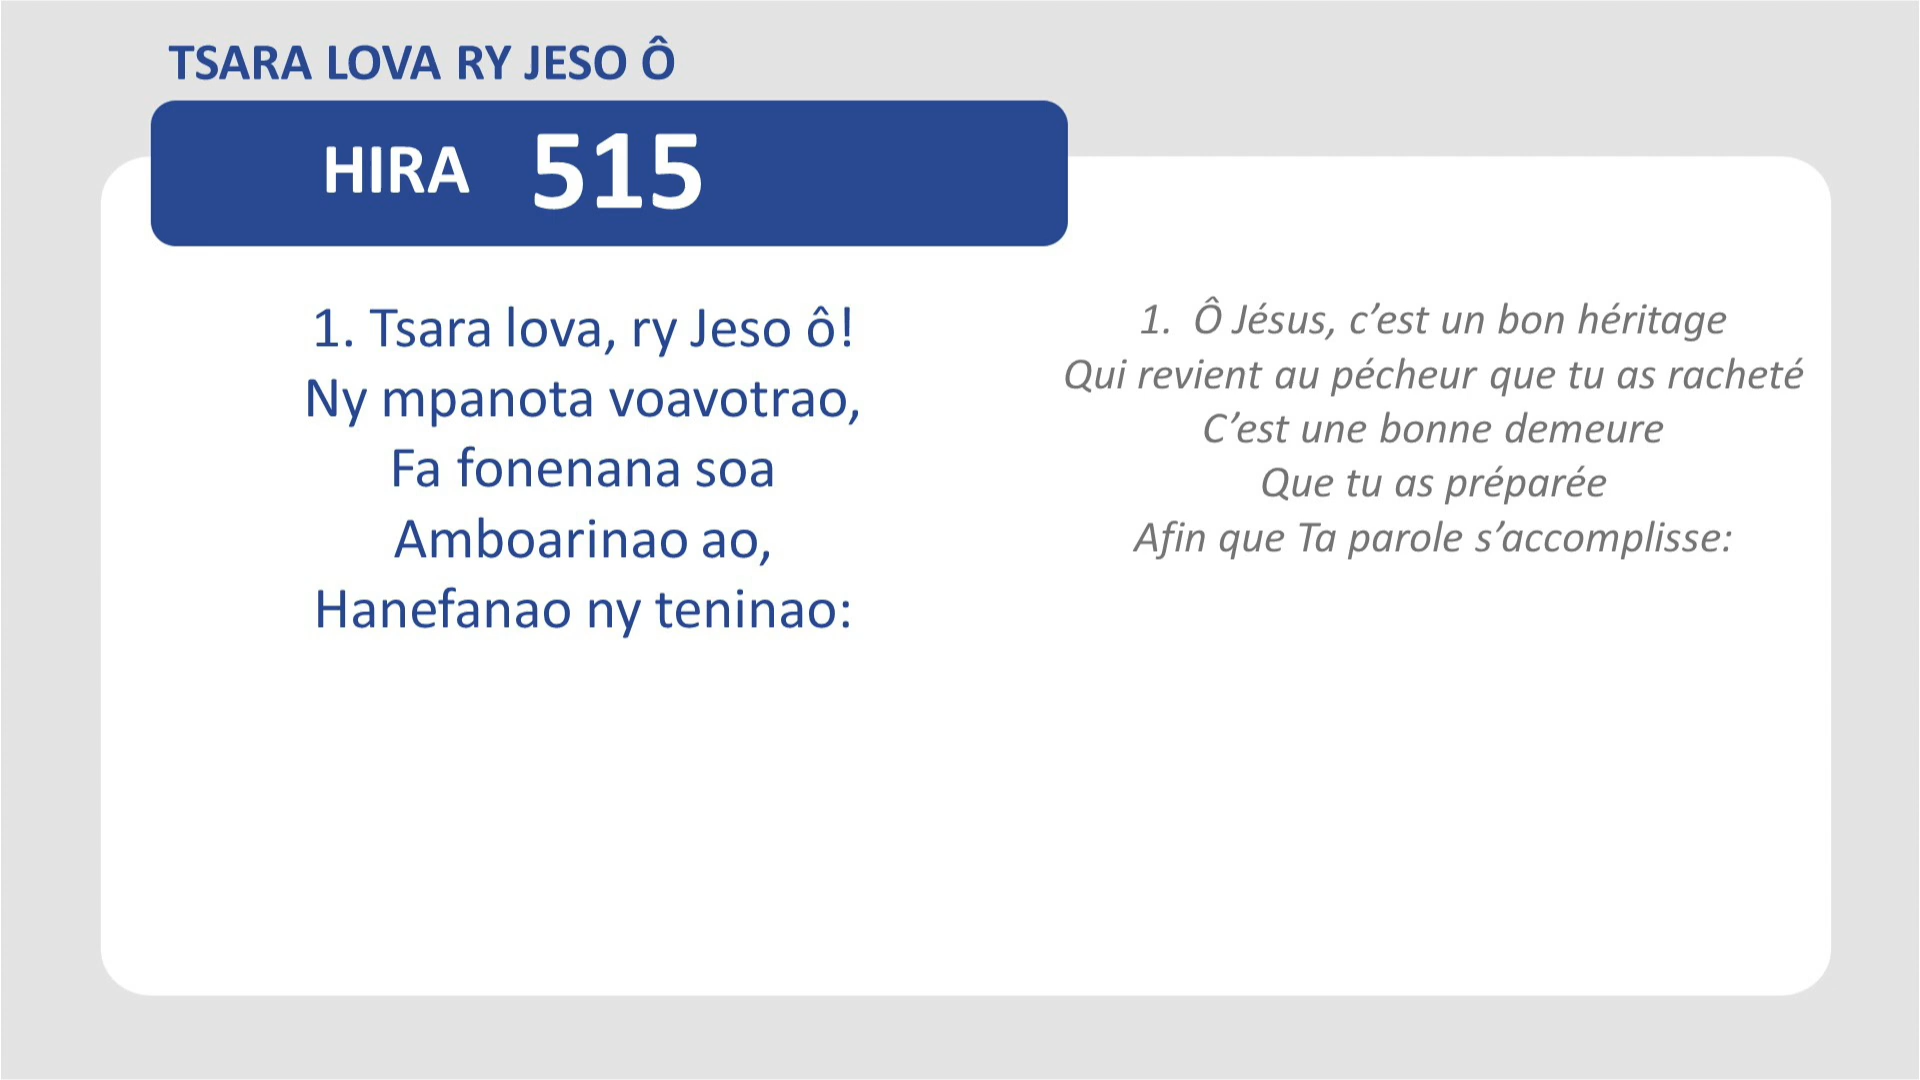 TSARA LOVA RY JESO Ô
HIRA 515
1. Tsara lova, ry Jeso ô!
Ny mpanota voavotrao,
Fa fonenana soa
Amboarinao ao,
Hanefanao ny teninao:
1. Ô Jésus, c’est un bon héritage
Qui revient au pécheur que tu as racheté
C’est une bonne demeure
Que tu as préparée
Afin que Ta parole s’accomplisse: